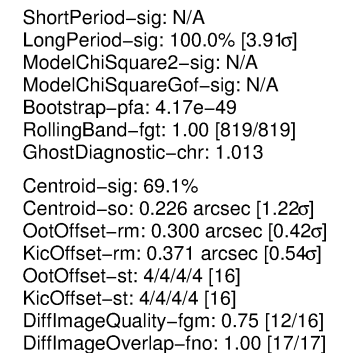 ShortPeriod-sig: N/A
LongPeriod-sig: 100.0% [3.91σ]
ModelChiSquare2-sig: N/A
ModelChiSquareGof-sig: N/A
Bootstrap-pfa: 4.17e-49
RollingBand-fgt: 1.00 [819/819]
GhostDiagnostic-chr: 1.013
Centroid-sig: 69.1%
Centroid-so: 0.226 arcsec [1.22σ]
OotOffset-rm: 0.300 arcsec [0.42σ]
KicOffset-rm: 0.371 arcsec [0.54σ]
OotOffset-st: 4/4/4/4 [16]
KicOffset-st: 4/4/4/4 [16]
DiffImageQuality-fgm: 0.75 [12/16]
DiffImageOverlap-fno: 1.00 [17/17]